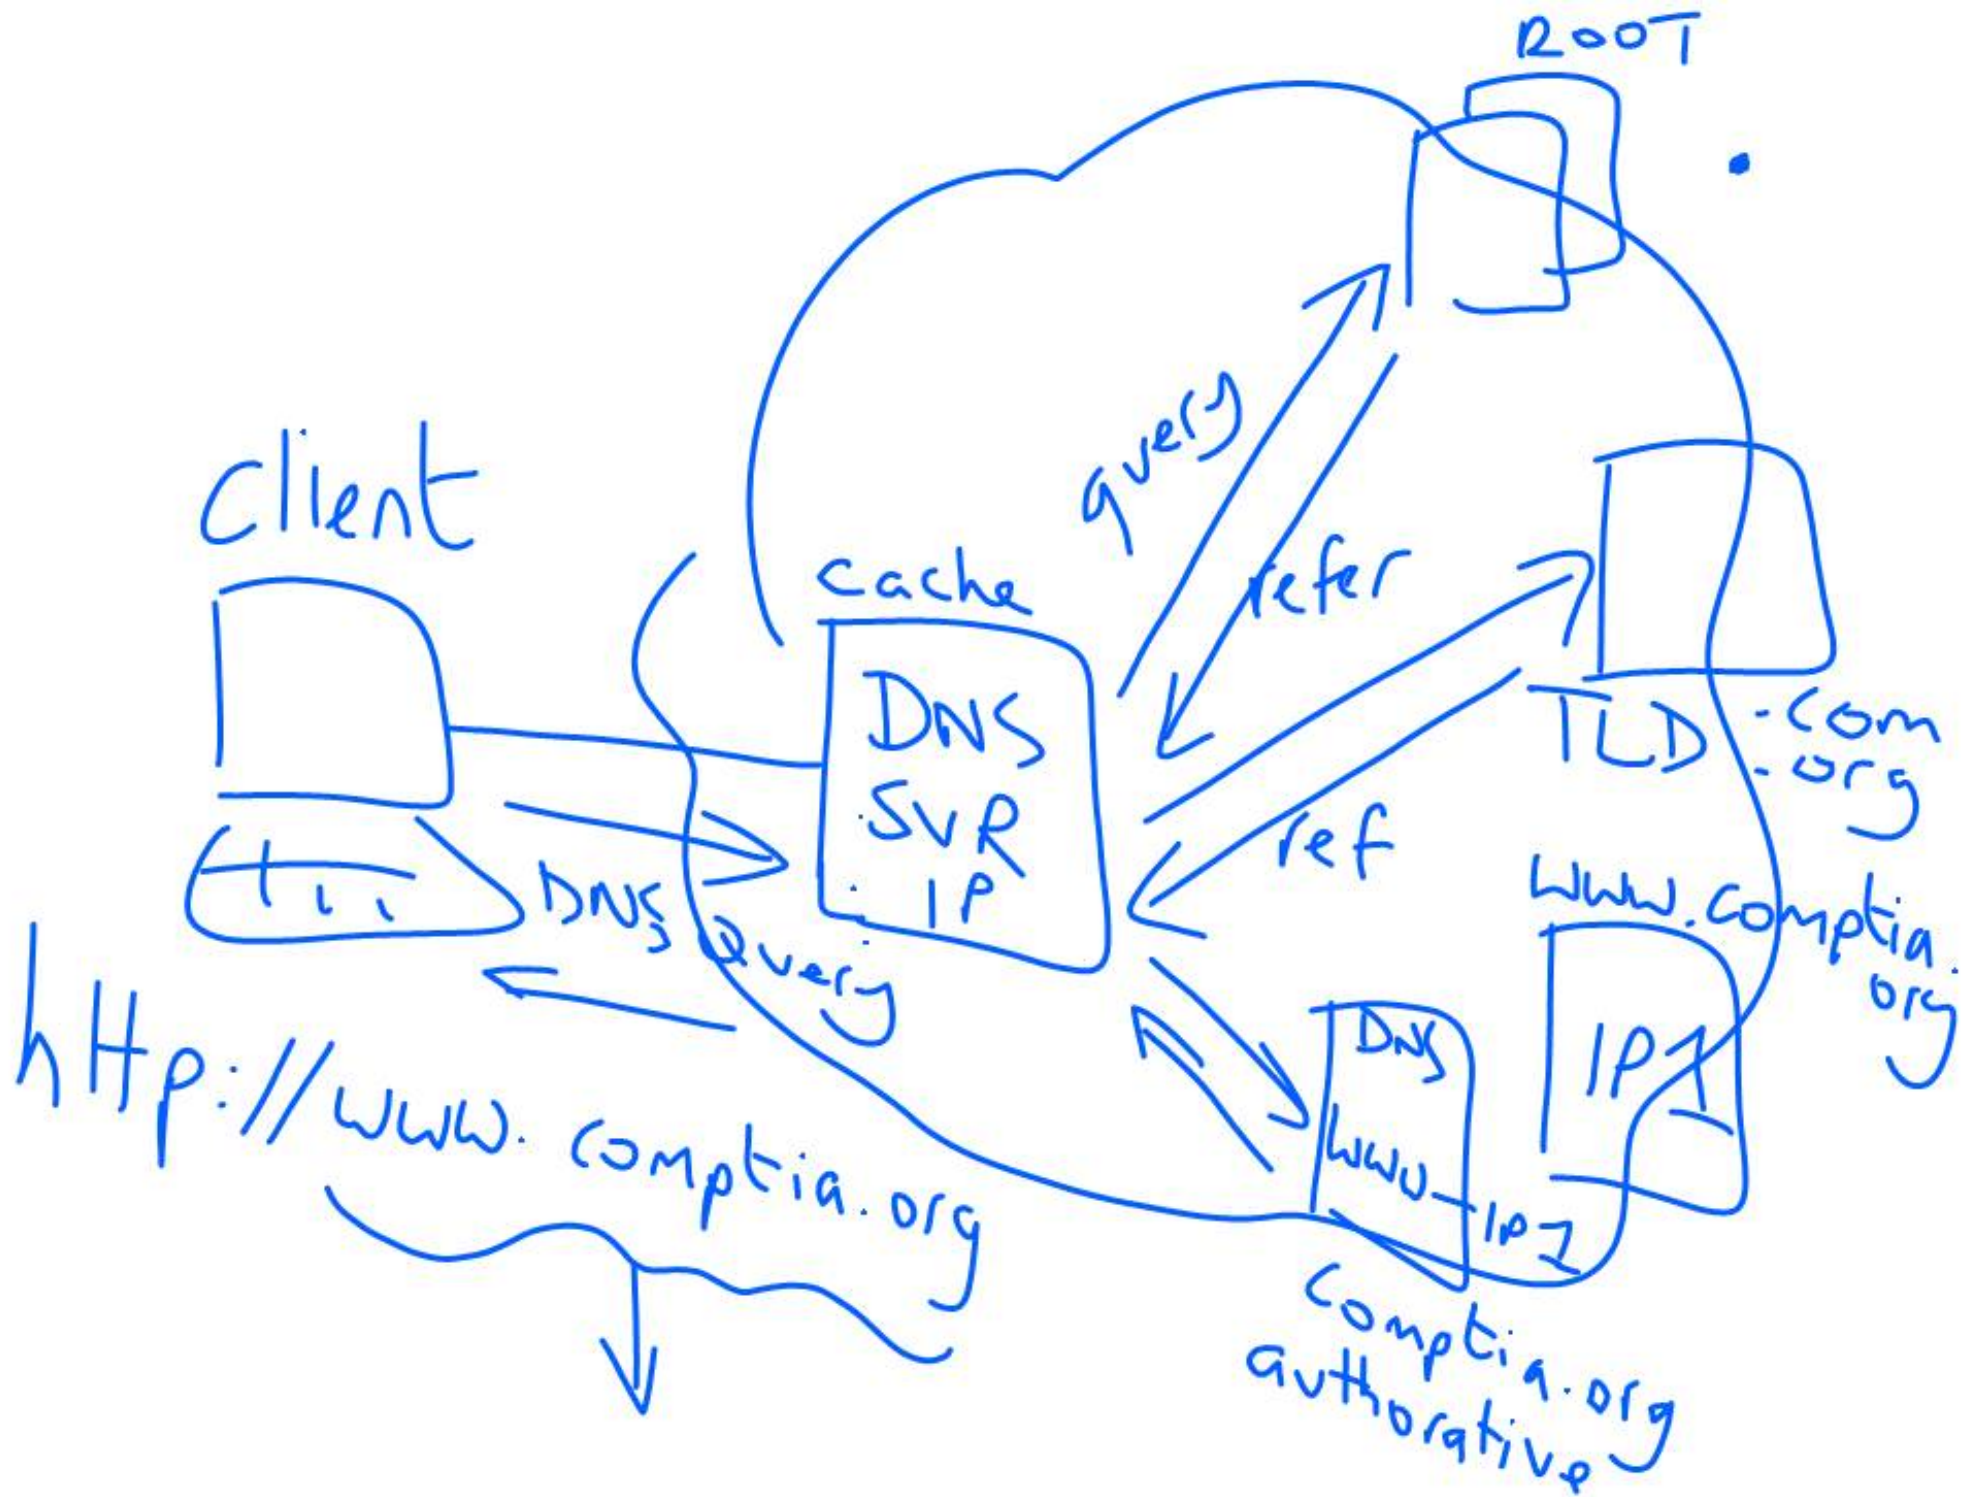 ROOT
.
query
refer
client
cache
DNS
SVR
IP
TLD
.com
.org
ref
DNS Query
www.comptia.
org
IP1
http://www.comptia.org
DNS
www-IP1
comptia.org
authorative